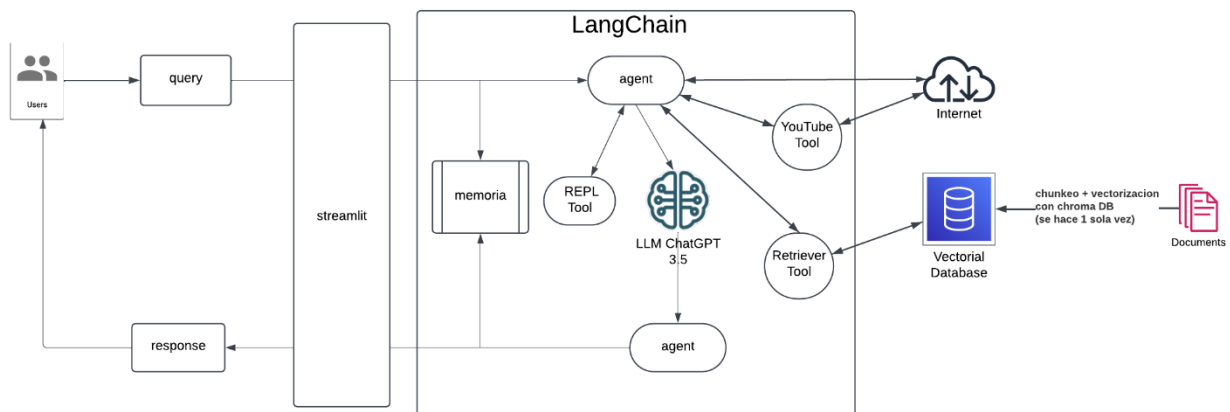 LangChain
Users
query
streamlit
agent
Internet
YouTube
Tool
memoria
REPL
Tool
LLM ChatGPT
3.5
Retriever
Tool
Vectorial
Database
chunkeo + vectorizacion
con chroma DB
(se hace 1 sola vez)
Documents
response
agent